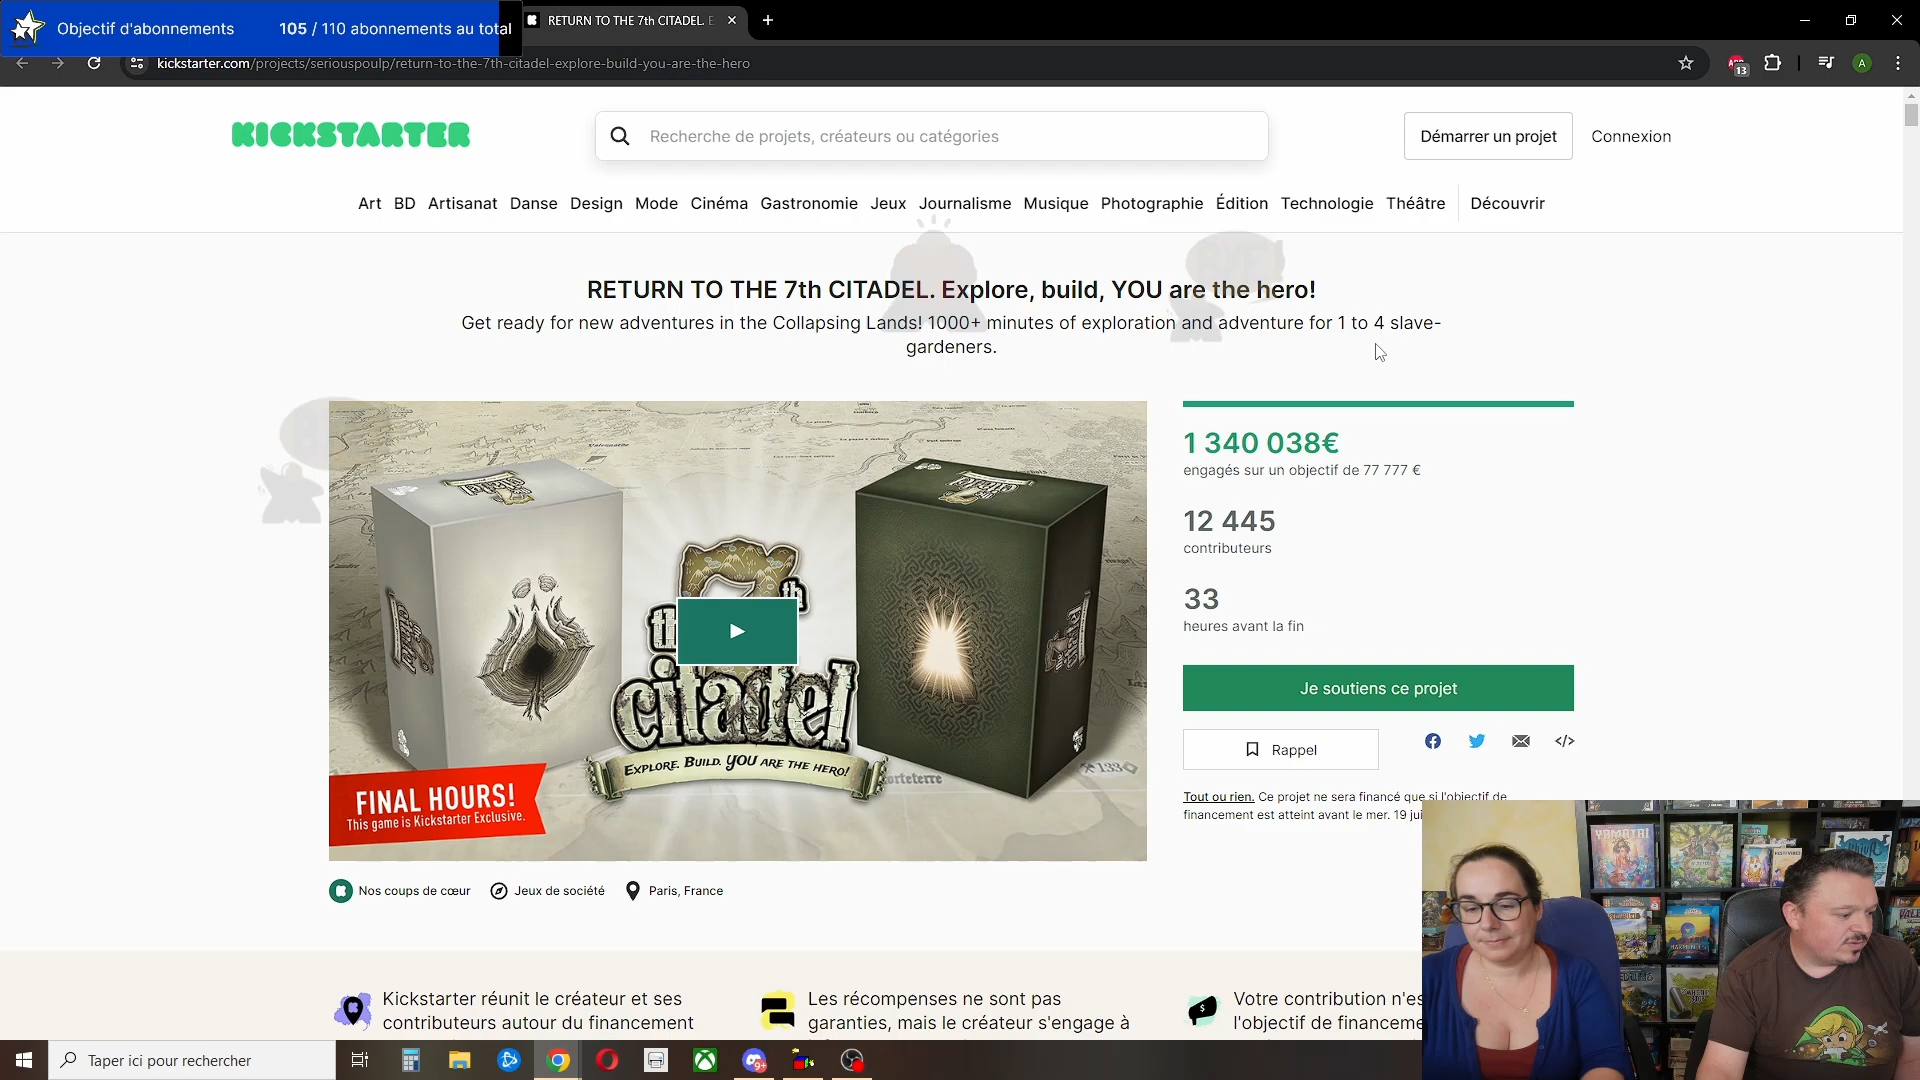 Objectif d'abonnements 105 / 110 abonnements au total
RETURN TO THE 7th CITADEL. E
kickstarter.com/projects/seriouspoulp/return-to-the-7th-citadel-explore-build-you-are-the-hero
13
A
KICKSTARTER
Recherche de projets, créateurs ou catégories
Démarrer un projet
Connexion
Art BD Artisanat Danse Design Mode Cinéma Gastronomie Jeux Journalisme Musique Photographie Édition Technologie Théâtre Découvrir
BYE!
RETURN TO THE 7th CITADEL. Explore, build, YOU are the hero!
Get ready for new adventures in the Collapsing Lands! 1000+ minutes of exploration and adventure for 1 to 4 slave-
gardeners.
1 340 038€
engagés sur un objectif de 77 777 €
12 445
contributeurs
33
heures avant la fin
Je soutiens ce projet
Rappel
Tout ou rien. Ce projet ne sera financé que si l'objectif de
financement est atteint avant le mer. 19 jui
the 7th
citadel
EXPLORE. BUILD. YOU ARE THE HERO!
133
FINAL HOURS!
This game is Kickstarter Exclusive.
Nos coups de cœur
Jeux de société
Paris, France
YAMATAI
Kickstarter réunit le créateur et ses
contributeurs autour du financement
Les récompenses ne sont pas
garanties, mais le créateur s'engage à
Votre contribution n'es
l'objectif de financeme
Taper ici pour rechercher
9+